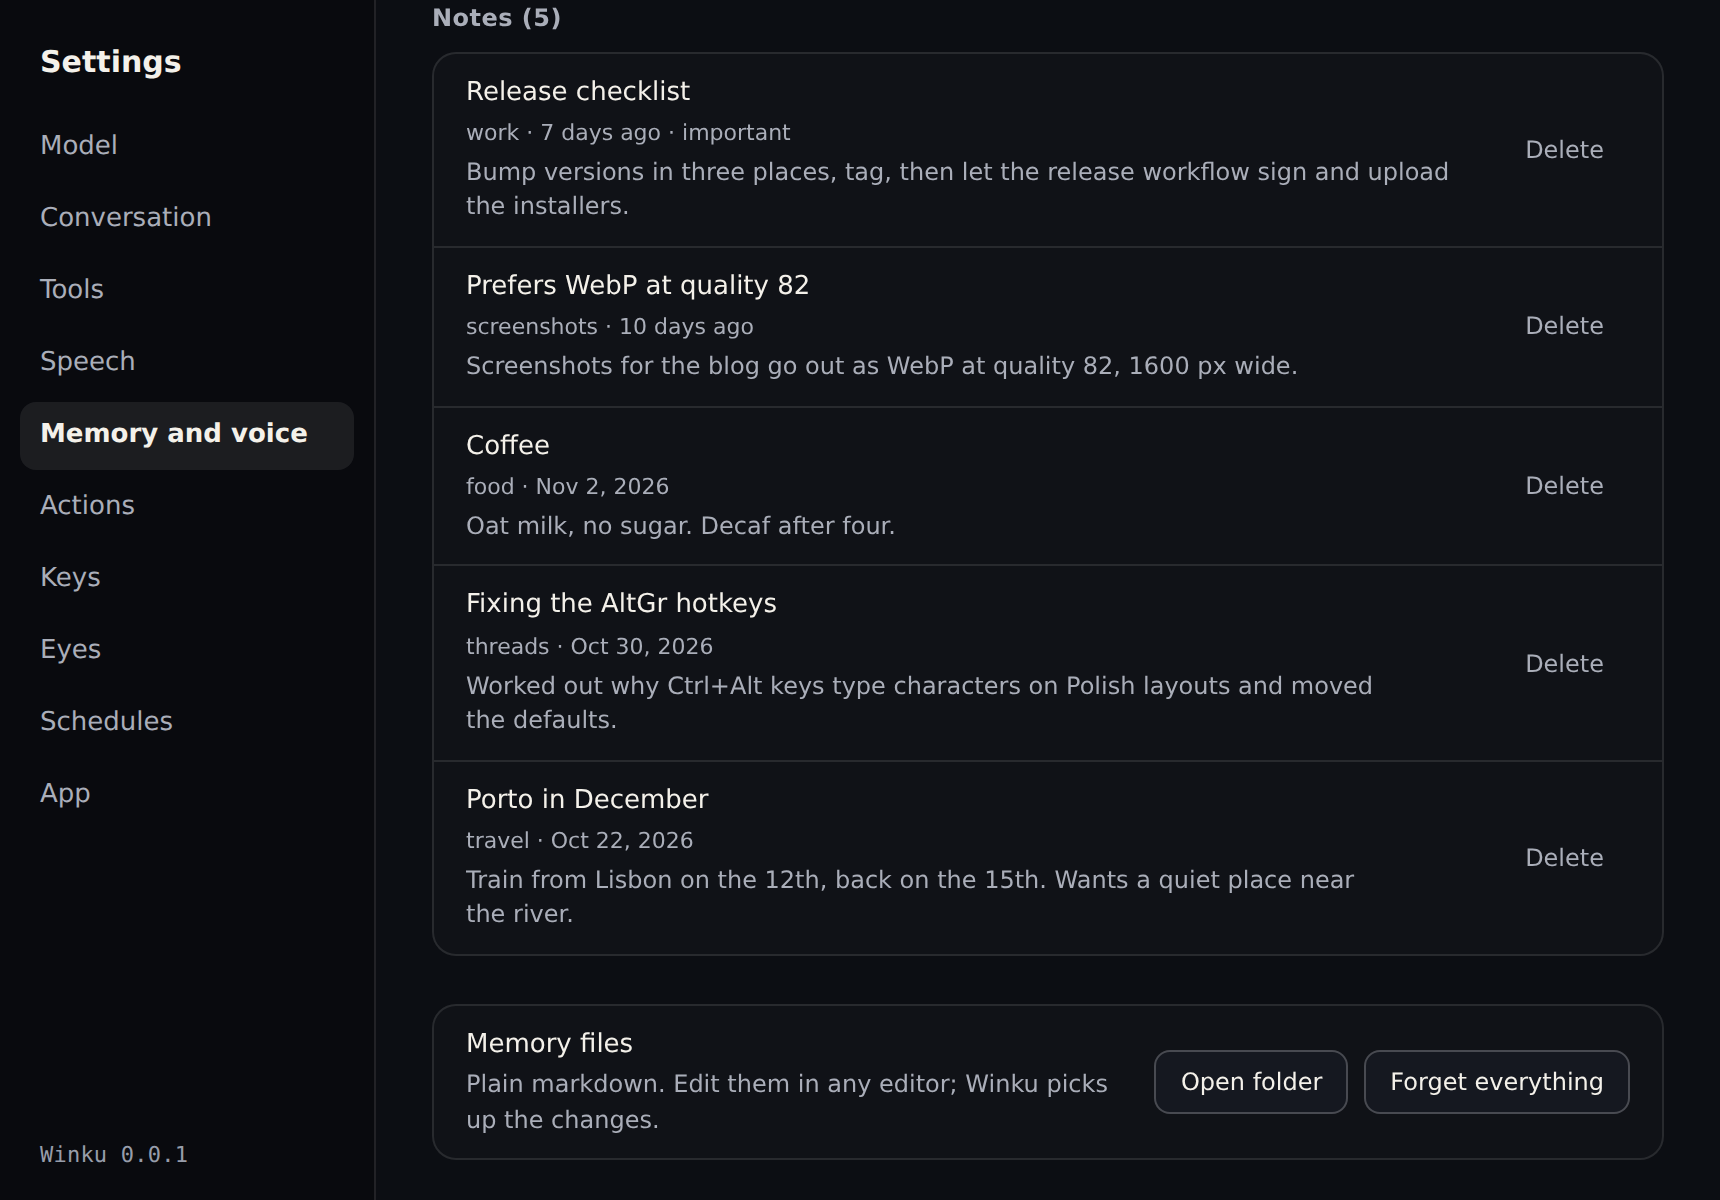 Settings
Model
Conversation
Tools
Speech
Memory and voice
Actions
Keys
Eyes
Schedules
App
Winku 0.0.1
Notes (5)
Release checklist
work · 7 days ago · important
Bump versions in three places, tag, then let the release workflow sign and upload
the installers.
Delete
Prefers WebP at quality 82
screenshots · 10 days ago
Screenshots for the blog go out as WebP at quality 82, 1600 px wide.
Delete
Coffee
food · Nov 2, 2026
Oat milk, no sugar. Decaf after four.
Delete
Fixing the AltGr hotkeys
threads · Oct 30, 2026
Worked out why Ctrl+Alt keys type characters on Polish layouts and moved
the defaults.
Delete
Porto in December
travel · Oct 22, 2026
Train from Lisbon on the 12th, back on the 15th. Wants a quiet place near
the river.
Delete
Memory files
Plain markdown. Edit them in any editor; Winku picks
up the changes.
Open folder
Forget everything